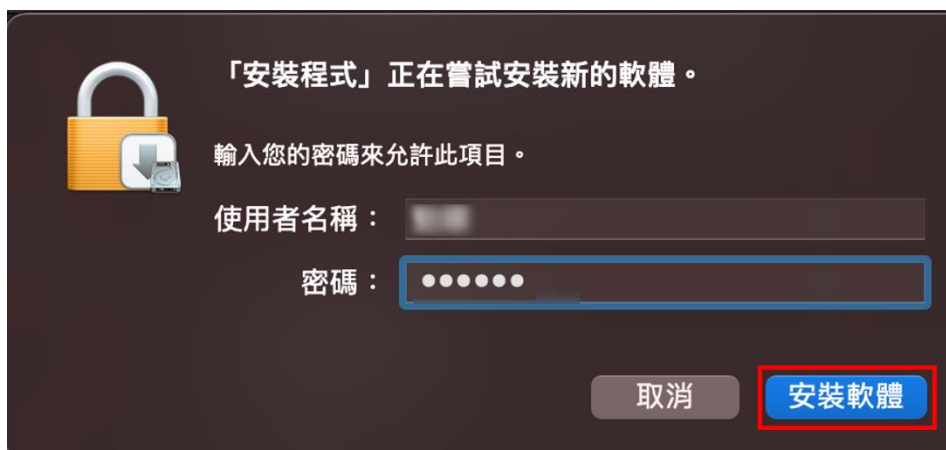 「安裝程式」正在嘗試安裝新的軟體。
輸入您的密碼來允許此項目。
使用者名稱：
密碼： ●●●●●●
取消 安裝軟體